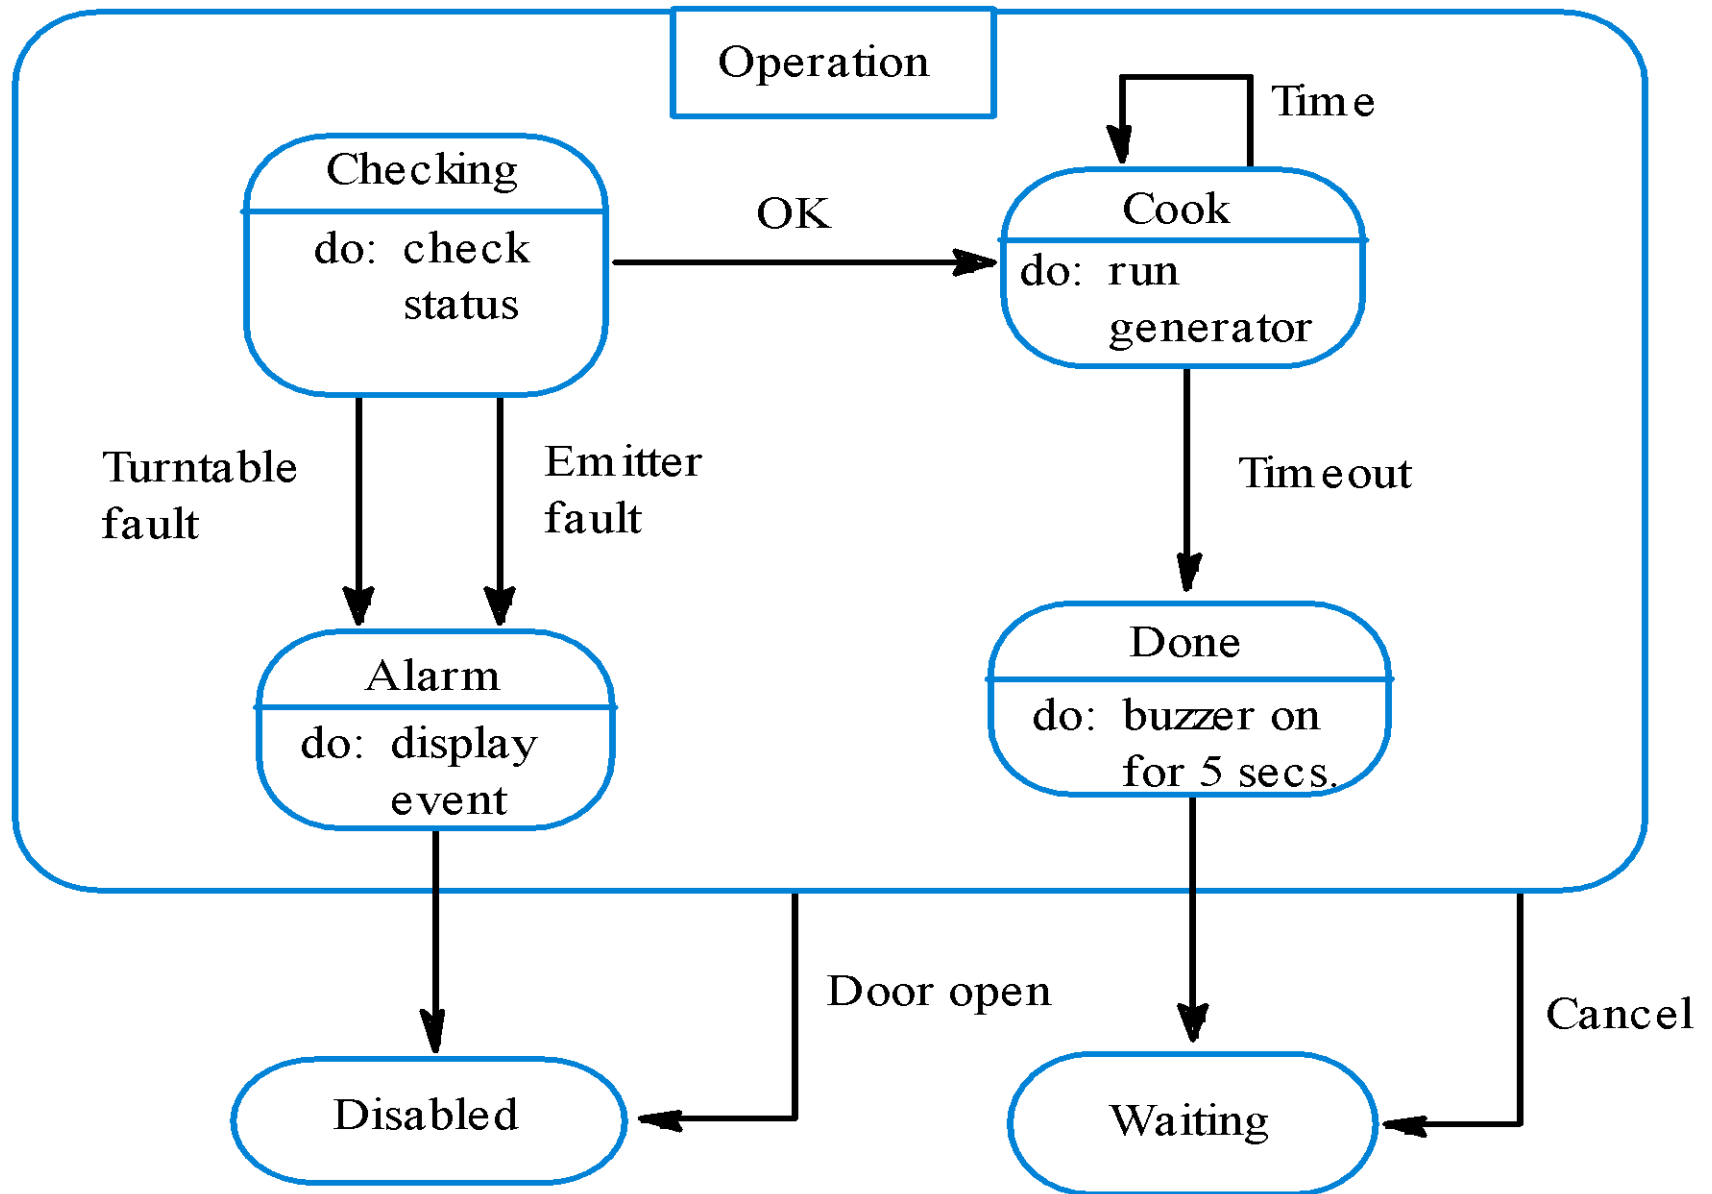 Operation
Time
Checking
do: check
status
OK
Cook
do: run
generator
Turntable
fault
Emitter
fault
Timeout
Alarm
do: display
event
Done
do: buzzer on
for 5 secs.
Door open
Cancel
Disabled
Waiting